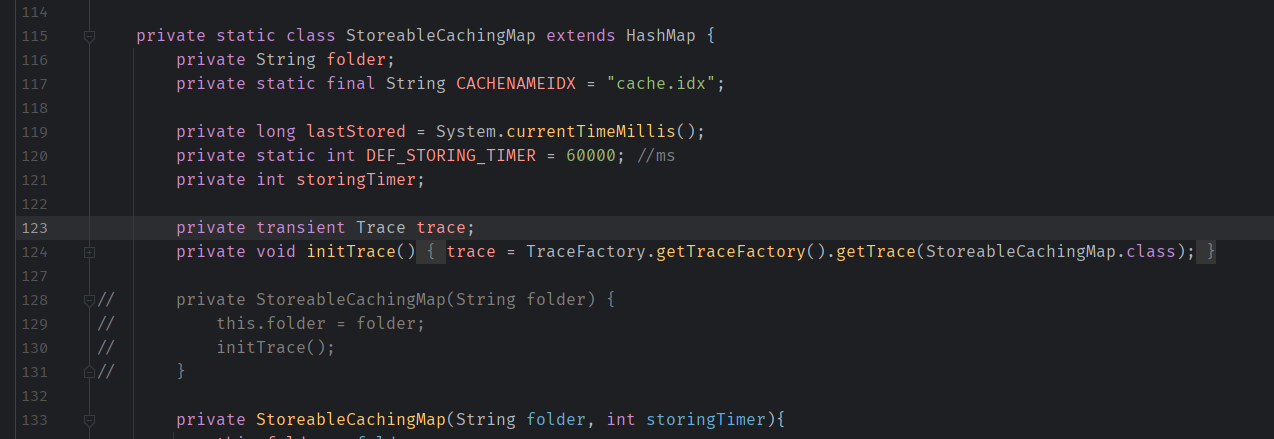 114
115 private static class StoreableCachingMap extends HashMap {
116 private String folder;
117 private static final String CACHENAMEIDX = "cache.idx";
118
119 private long lastStored = System.currentTimeMillis();
120 private static int DEF_STORING_TIMER = 60000; //ms
121 private int storingTimer;
122
123 private transient Trace trace;
124 private void initTrace() { trace = TraceFactory.getTraceFactory().getTrace(StoreableCachingMap.class); }
127
128 // private StoreableCachingMap(String folder) {
129 // this.folder = folder;
130 // initTrace();
131 // }
132
133 private StoreableCachingMap(String folder, int storingTimer){